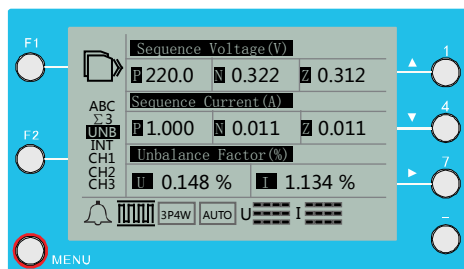 F1
Sequence Voltage(V)
1
P 220.0 N 0.322 Z 0.312
ABC
Sequence Current(A)
4
Σ3
P 1.000 N 0.011 Z 0.011
UNB
F2
INT
Unbalance Factor(%)
7
CH1
CH2
U 0.148 % I 1.134 %
CH3
3P4W AUTO U I
MENU